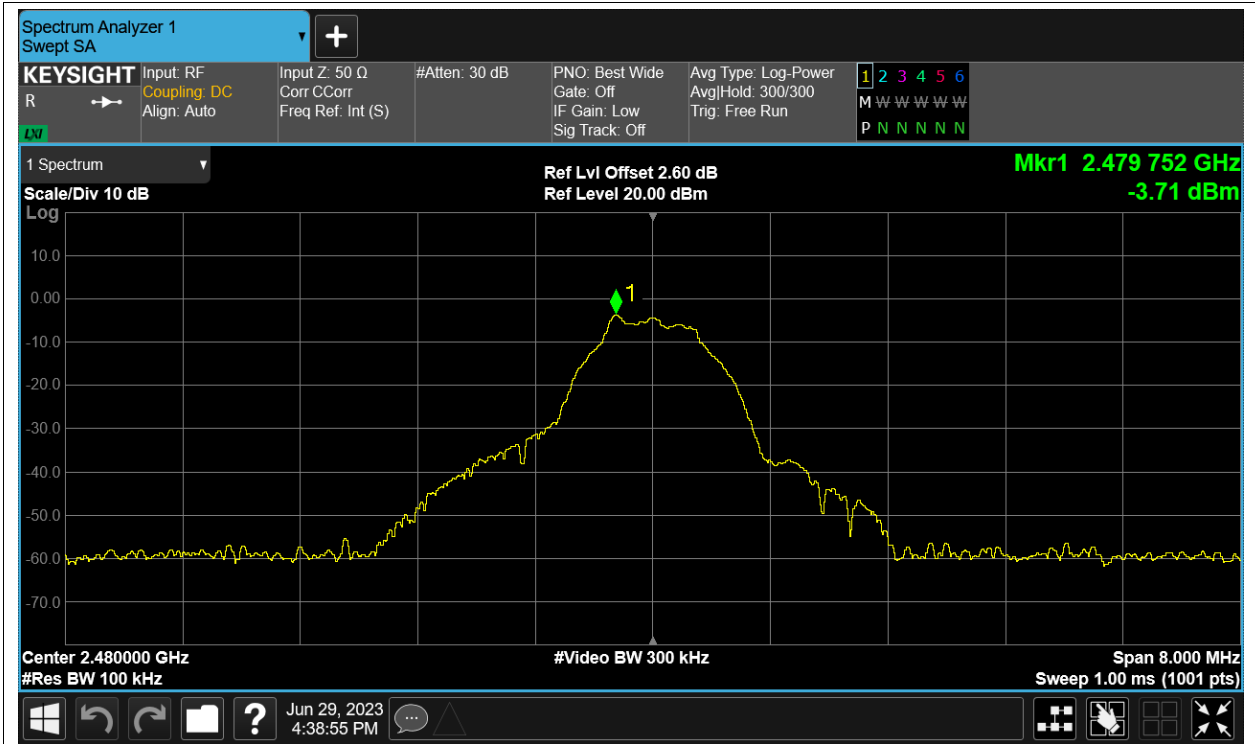 Spectrum Analyzer 1
Swept SA
KEYSIGHT
R
LXI
Input: RF
Coupling: DC
Align: Auto
Input Z: 50 Ω
Corr CCorr
Freq Ref: Int (S)
#Atten: 30 dB
PNO: Best Wide
Gate: Off
IF Gain: Low
Sig Track: Off
Avg Type: Log-Power
Avg|Hold: 300/300
Trig: Free Run
1 2 3 4 5 6
M W W W W W W
P N N N N N
1 Spectrum
Scale/Div 10 dB
Log
Ref Lvl Offset 2.60 dB
Ref Level 20.00 dBm
Mkr1 2.479 752 GHz
-3.71 dBm
10.0
0.00
-10.0
-20.0
-30.0
-40.0
-50.0
-60.0
-70.0
1
Center 2.480000 GHz
#Res BW 100 kHz
#Video BW 300 kHz
Span 8.000 MHz
Sweep 1.00 ms (1001 pts)
?
Jun 29, 2023
4:38:55 PM